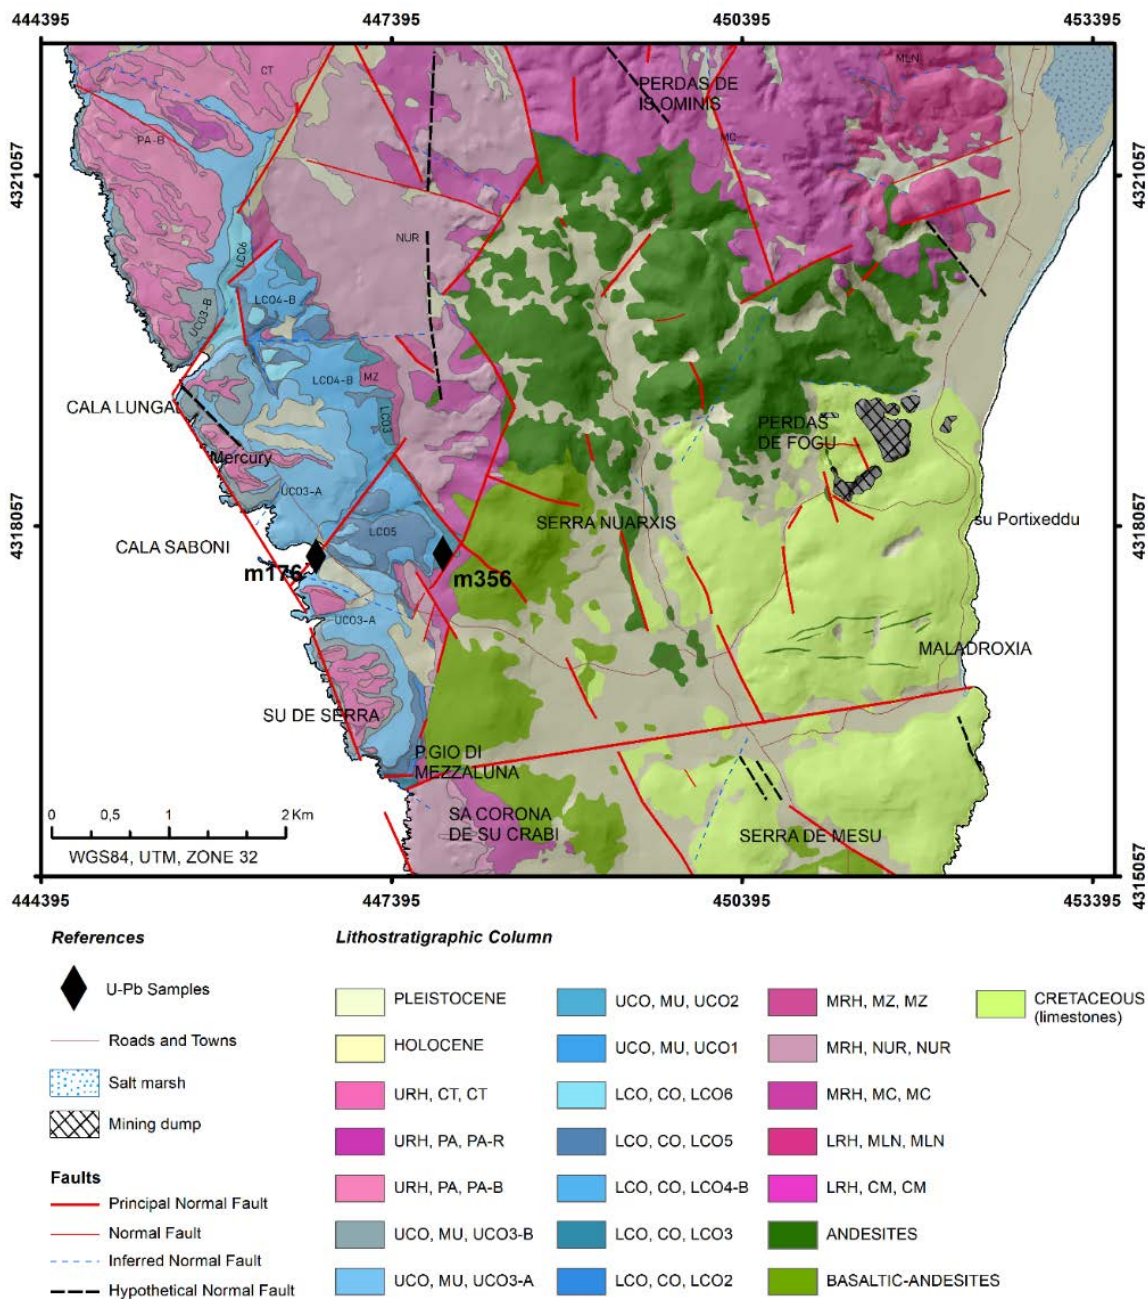 444395 447395 450395 453395
CT
MLN
PERDAS DE
IS OMINIS
PA-B
MC
4321057 4321057
NUR
LCO6
LCO4-B
UCO3-B
LCO4-B
MZ
CALA LUNGA
LCO3
PERDAS
DE FOGU
Mercury
UCO3-A
4318057 4318057
LCO5
SERRA NUARXIS
su Portixeddu
CALA SABONI
m176
m356
UCO3-A
MALADROXIA
SU DE SERRA
P.GIO DI
MEZZALUNA
0 0,5 1 2 Km
SA CORONA
DE SU CRABI
SERRA DE MESU
WGS84, UTM, ZONE 32
4315057
444395 447395 450395 453395
References
U-Pb Samples
Roads and Towns
Salt marsh
Mining dump
Faults
Principal Normal Fault
Normal Fault
Inferred Normal Fault
Hypothetical Normal Fault
Lithostratigraphic Column
PLEISTOCENE
HOLOCENE
URH, CT, CT
URH, PA, PA-R
URH, PA, PA-B
UCO, MU, UCO3-B
UCO, MU, UCO3-A
UCO, MU, UCO2
UCO, MU, UCO1
LCO, CO, LCO6
LCO, CO, LCO5
LCO, CO, LCO4-B
LCO, CO, LCO3
LCO, CO, LCO2
MRH, MZ, MZ
MRH, NUR, NUR
MRH, MC, MC
LRH, MLN, MLN
LRH, CM, CM
ANDESITES
BASALTIC-ANDESITES
CRETACEOUS
(limestones)